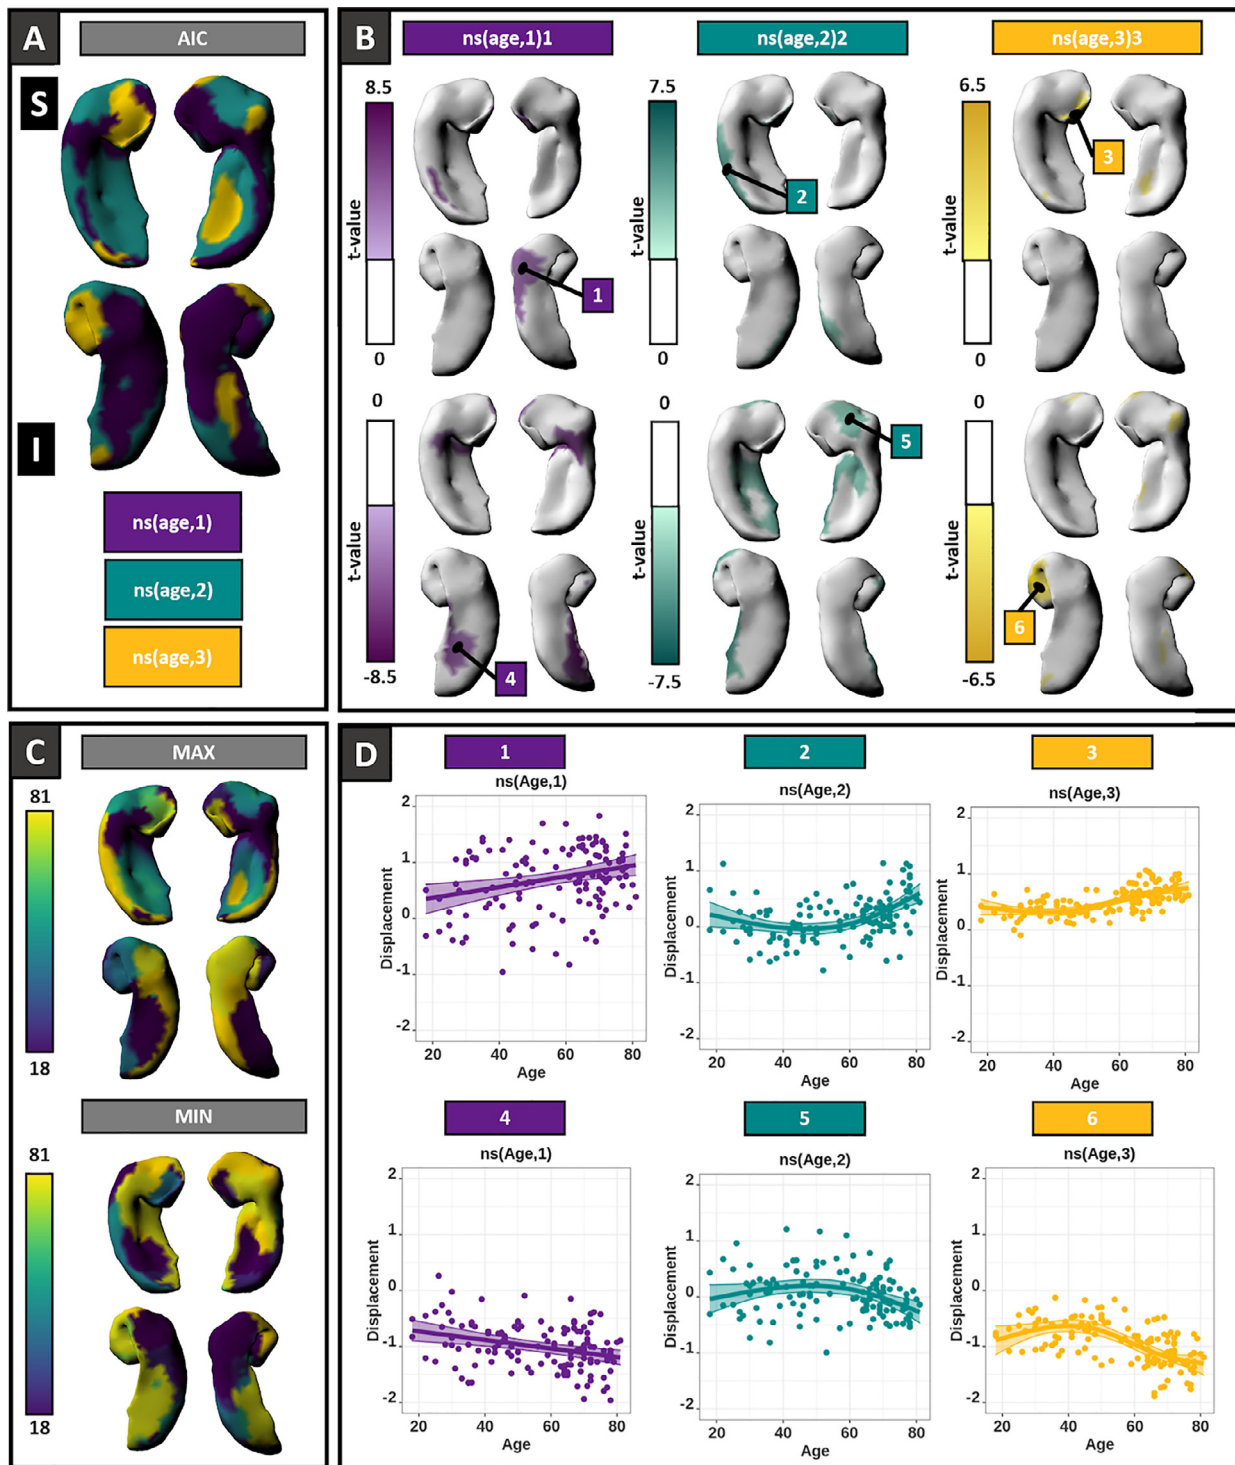 A
AIC
S
I
ns(age,1)
ns(age,2)
ns(age,3)
B
ns(age,1)1
ns(age,2)2
ns(age,3)3
8.5
t-value
0
7.5
t-value
0
6.5
t-value
0
1
2
3
0
t-value
-8.5
0
t-value
-7.5
0
t-value
-6.5
4
5
6
C
MAX
81
18
MIN
81
18
D
1
ns(Age,1)
2
1
0
-1
-2
Displacement
20 40 60 80
Age
2
ns(Age,2)
2
1
0
-1
-2
Displacement
20 40 60 80
Age
3
ns(Age,3)
2
1
0
-1
-2
Displacement
20 40 60 80
Age
4
ns(Age,1)
2
1
0
-1
-2
Displacement
20 40 60 80
Age
5
ns(Age,2)
2
1
0
-1
-2
Displacement
20 40 60 80
Age
6
ns(Age,3)
2
1
0
-1
-2
Displacement
20 40 60 80
Age